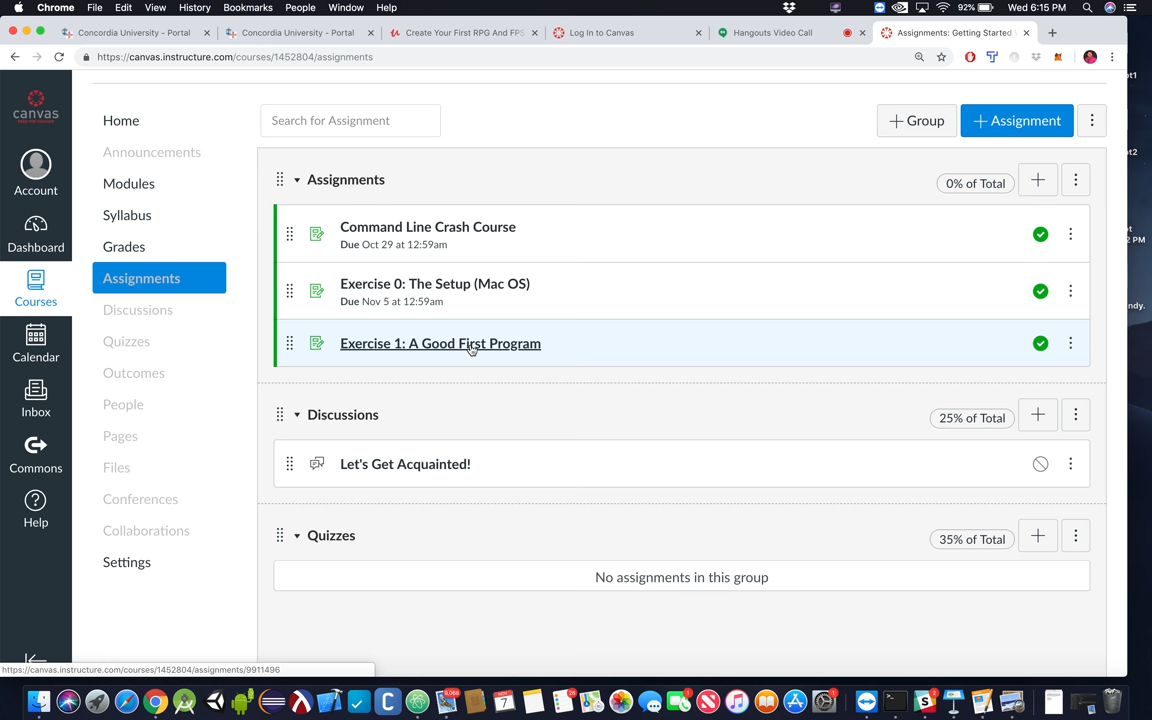 Chrome File Edit View History Bookmarks People Window Help 92% Wed 6:15 PM
Concordia University - Portal × Concordia University - Portal × Create Your First RPG And FPS × Log In to Canvas × Hangouts Video Call × Assignments: Getting Started ×
https://canvas.instructure.com/courses/1452804/assignments
canvas
Account
Dashboard
Courses
Calendar
Inbox
Commons
Help
Home
Announcements
Modules
Syllabus
Grades
Assignments
Discussions
Quizzes
Outcomes
People
Pages
Files
Conferences
Collaborations
Settings
Search for Assignment
+ Group
+ Assignment
Assignments
0% of Total
Command Line Crash Course
Due Oct 29 at 12:59am
Exercise 0: The Setup (Mac OS)
Due Nov 5 at 12:59am
Exercise 1: A Good First Program
Discussions
25% of Total
Let's Get Acquainted!
Quizzes
35% of Total
No assignments in this group
https://canvas.instructure.com/courses/1452804/assignments/9911496